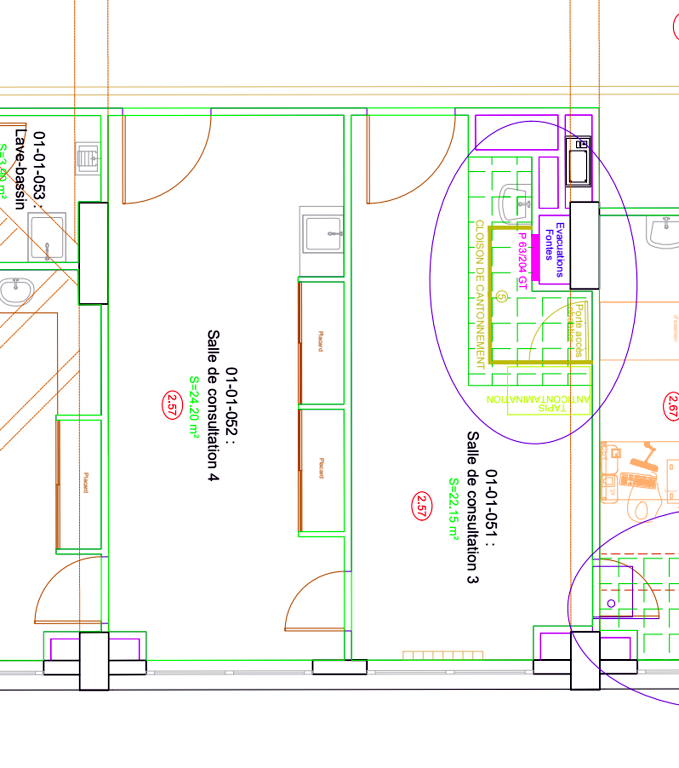 01-01-053 :
Lave-bassin
01-01-052 :
Salle de consultation 4
S=24.20 m²
2.57
Placard
Placard
Placard
01-01-051 :
Salle de consultation 3
S=22.15 m²
2.57
CLOISON DE CANTONNEMENT
P 63/204 GT
Evacuations
Fontes
5
Porte accès
TAPIS
ANTICONTAMINATION
2.67